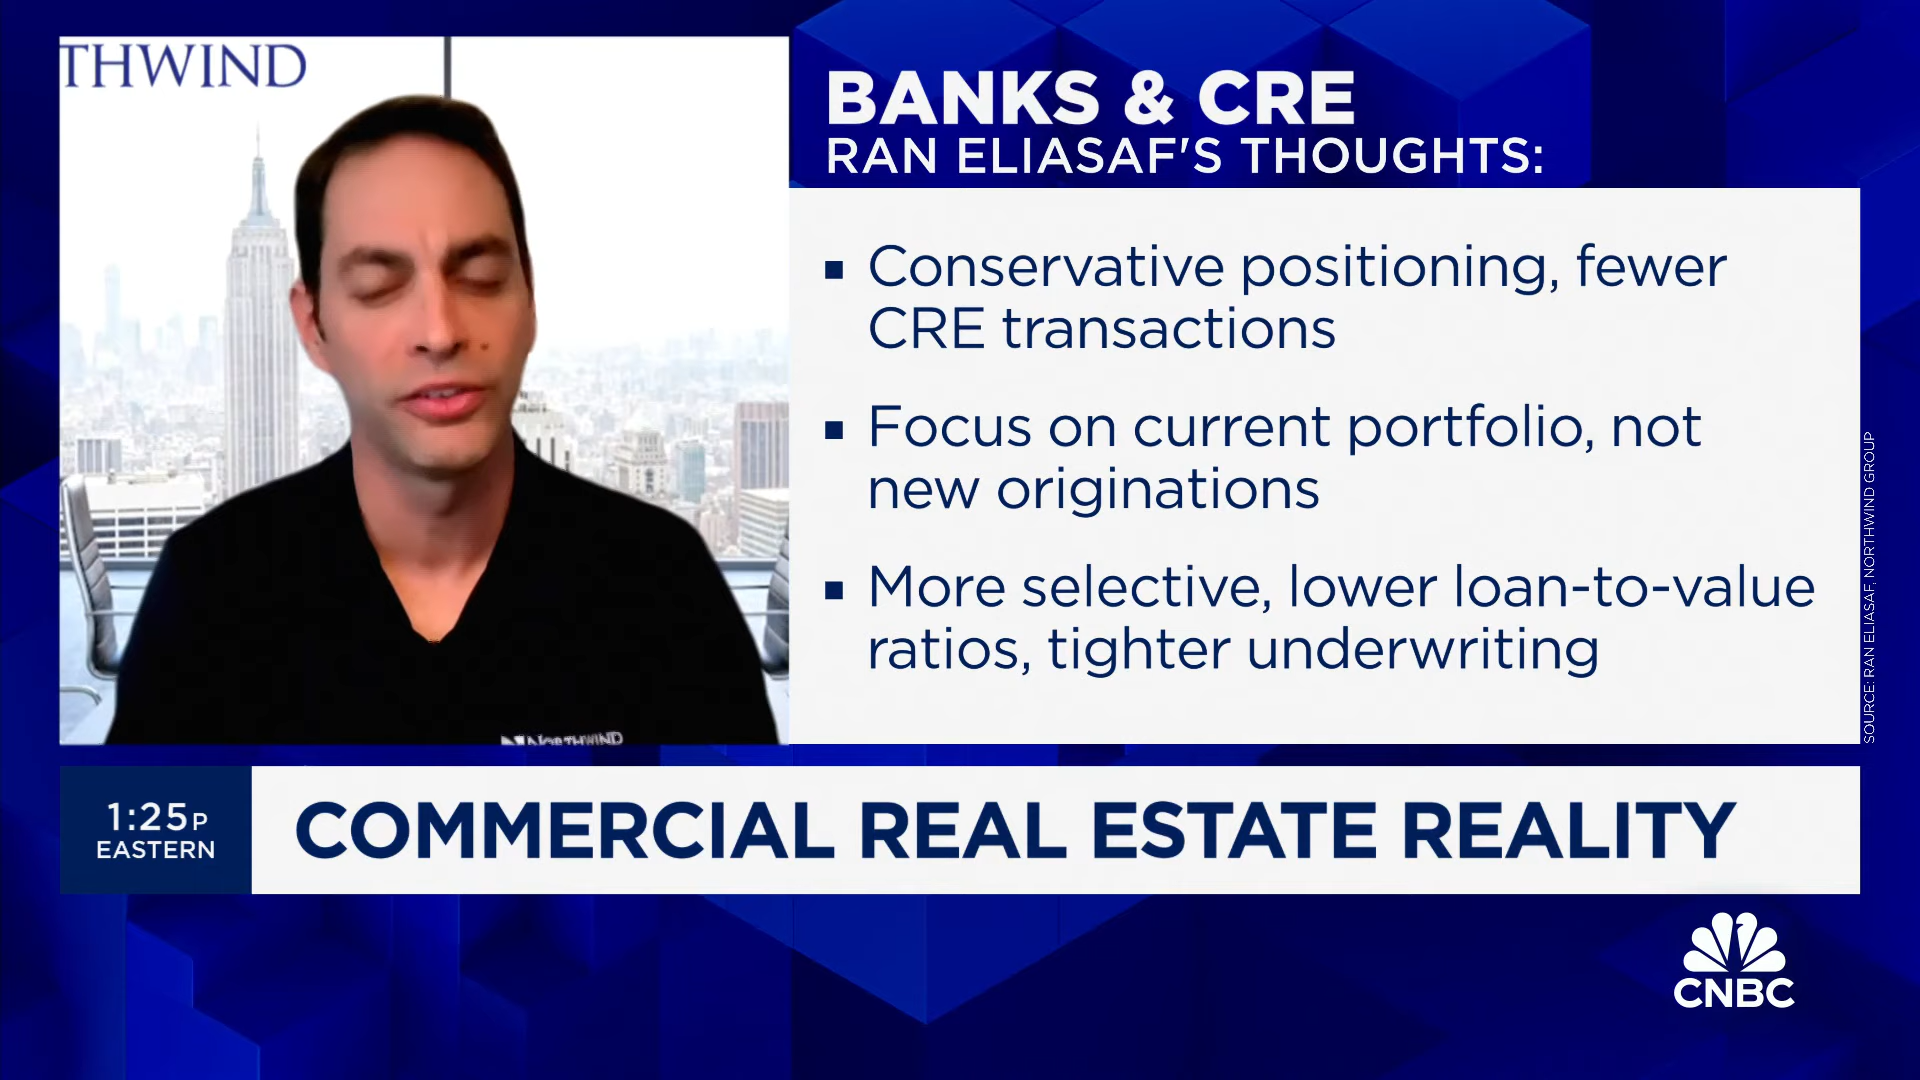 THWIND
BANKS & CRE
RAN ELIASAF'S THOUGHTS:
▪ Conservative positioning, fewer
CRE transactions
▪ Focus on current portfolio, not
new originations
▪ More selective, lower loan-to-value
ratios, tighter underwriting
SOURCE: RAN ELIASAF, NORTHWIND GROUP
NORTHWIND
1:25P
EASTERN
COMMERCIAL REAL ESTATE REALITY
CNBC